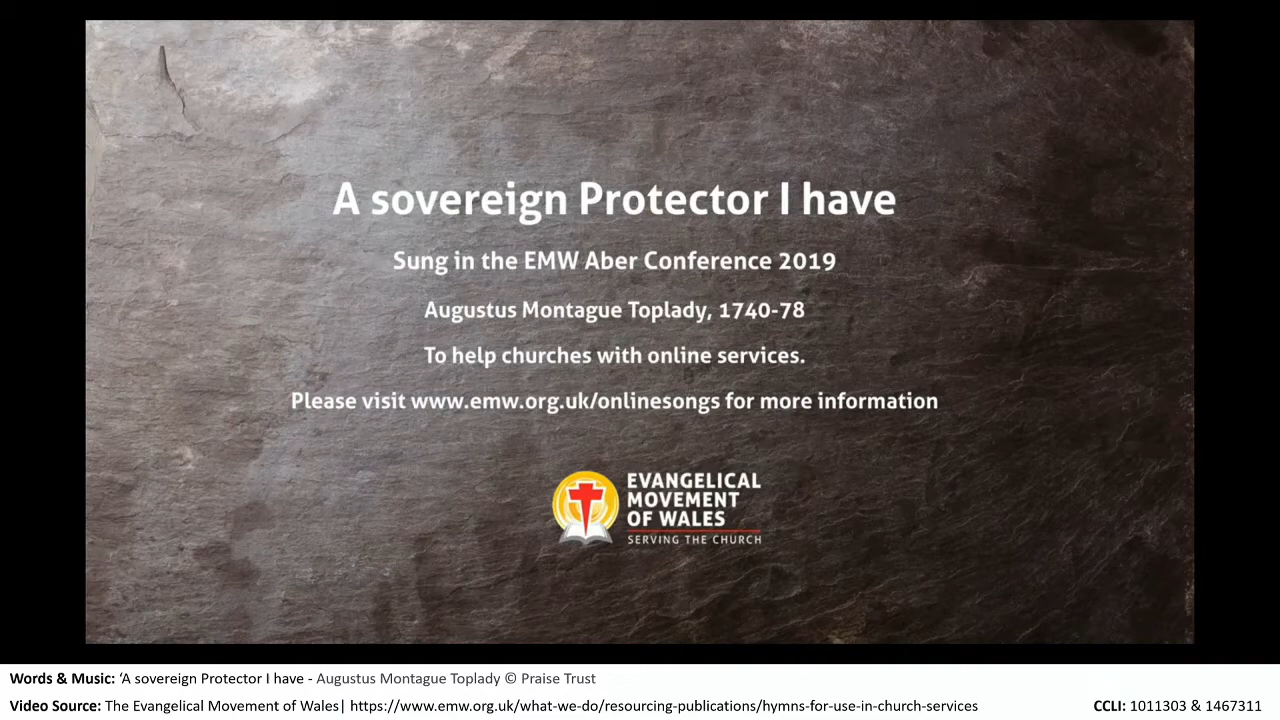 A sovereign Protector I have
Sung in the EMW Aber Conference 2019
Augustus Montague Toplady, 1740-78
To help churches with online services.
Please visit www.emw.org.uk/onlinesongs for more information
EVANGELICAL
MOVEMENT
OF WALES
SERVING THE CHURCH
Words & Music: ‘A sovereign Protector I have - Augustus Montague Toplady © Praise Trust
Video Source: The Evangelical Movement of Wales| https://www.emw.org.uk/what-we-do/resourcing-publications/hymns-for-use-in-church-services CCLI: 1011303 & 1467311